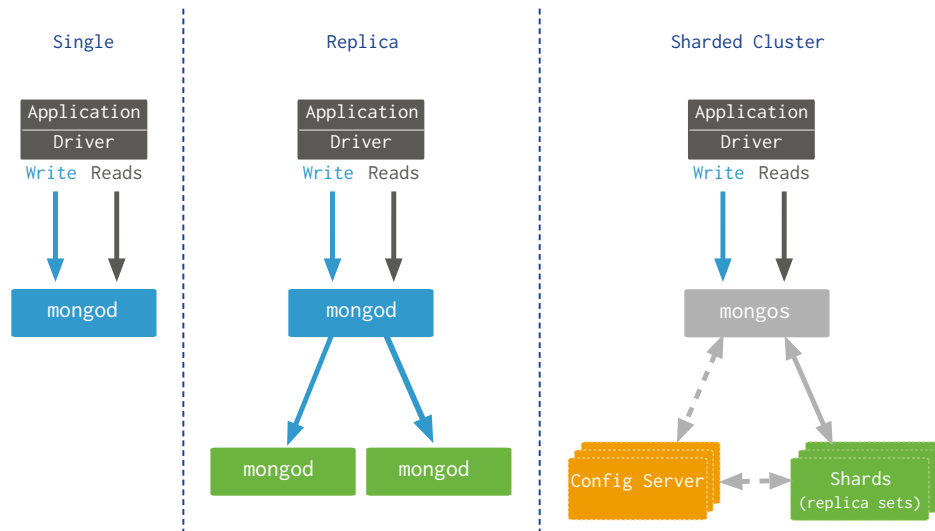 Single
Application
Driver
Write Reads
mongod
Replica
Application
Driver
Write Reads
mongod
mongod
mongod
Sharded Cluster
Application
Driver
Write Reads
mongos
Config Server
Shards
(replica sets)